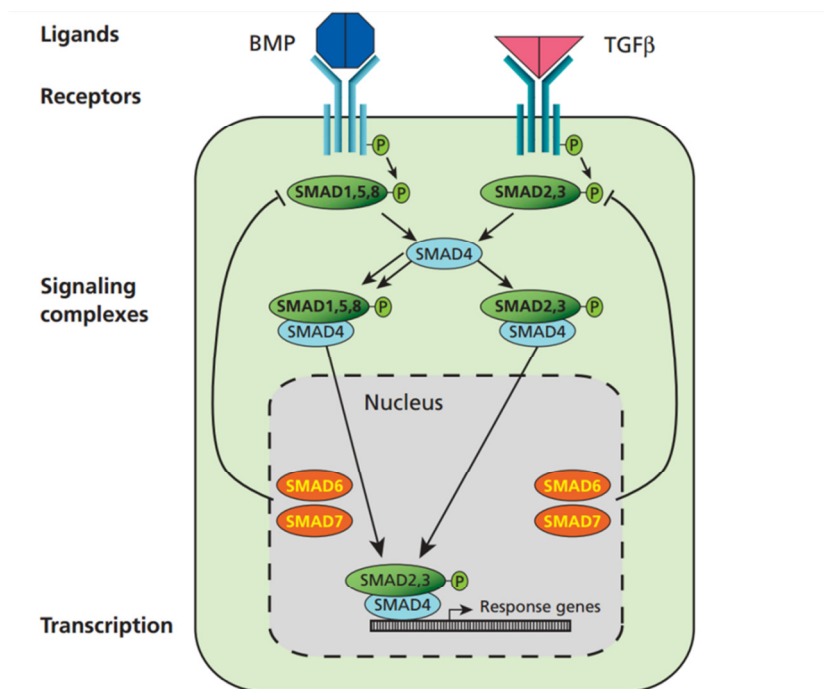 Ligands
BMP
TGFβ
Receptors
P
P
SMAD1,5,8
P
SMAD2,3
P
SMAD4
Signaling
complexes
SMAD1,5,8
P
SMAD4
SMAD2,3
P
SMAD4
Nucleus
SMAD6
SMAD7
SMAD6
SMAD7
SMAD2,3
P
SMAD4
Response genes
Transcription